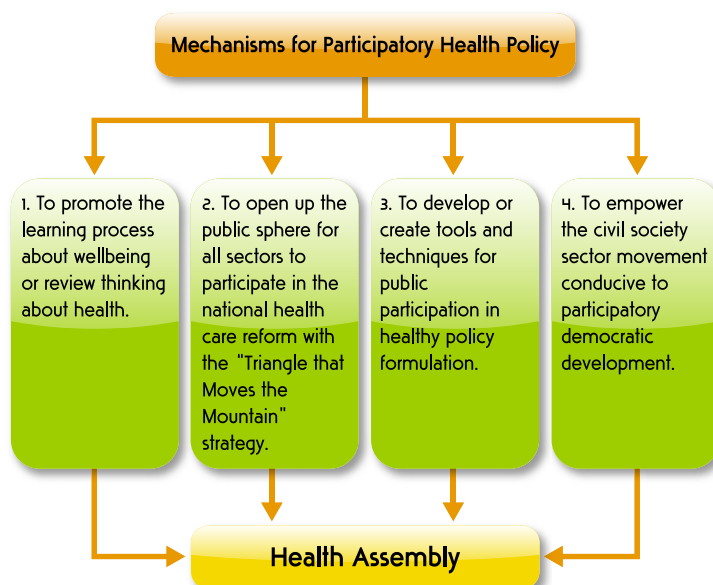 Mechanisms for Participatory Health Policy
1. To promote the
learning process
about wellbeing
or review thinking
about health.
2. To open up the
public sphere for
all sectors to
participate in the
national health
care reform with
the "Triangle that
Moves the
Mountain"
strategy.
3. To develop or
create tools and
techniques for
public
participation in
healthy policy
formulation.
4. To empower
the civil society
sector movement
conducive to
participatory
democratic
development.
Health Assembly